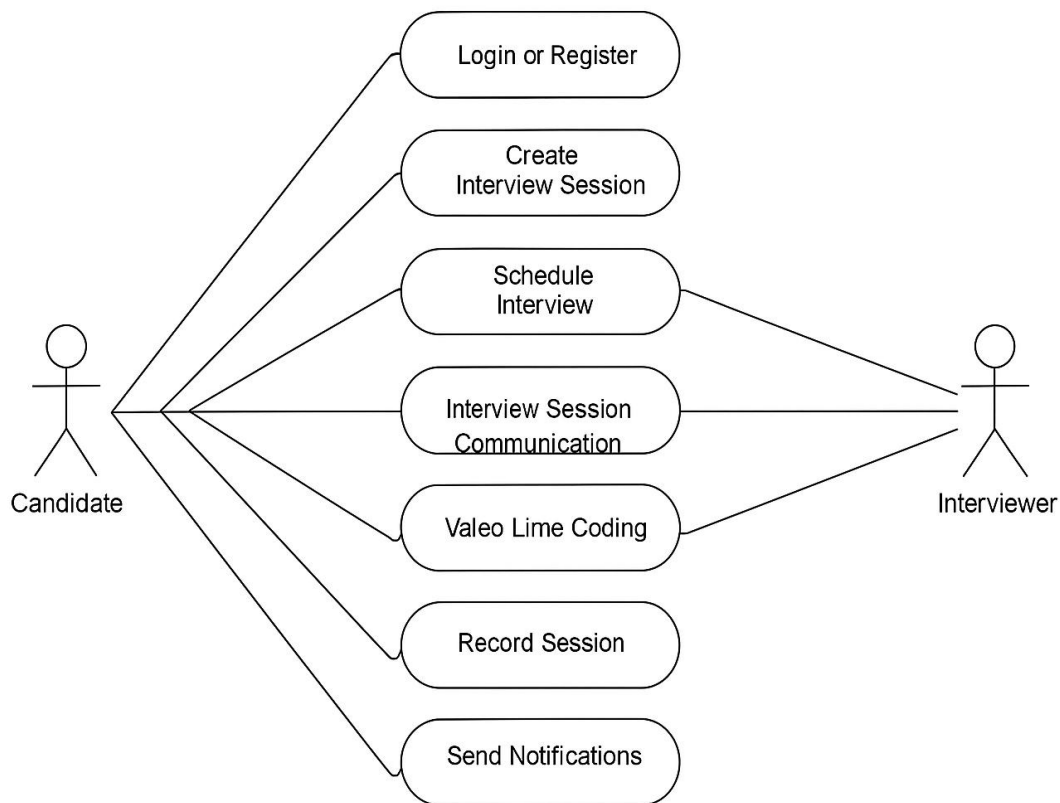 Login or Register
Create
Interview Session
Schedule
Interview
Interview Session
Communication
Candidate
Interviewer
Valeo Lime Coding
Record Session
Send Notifications